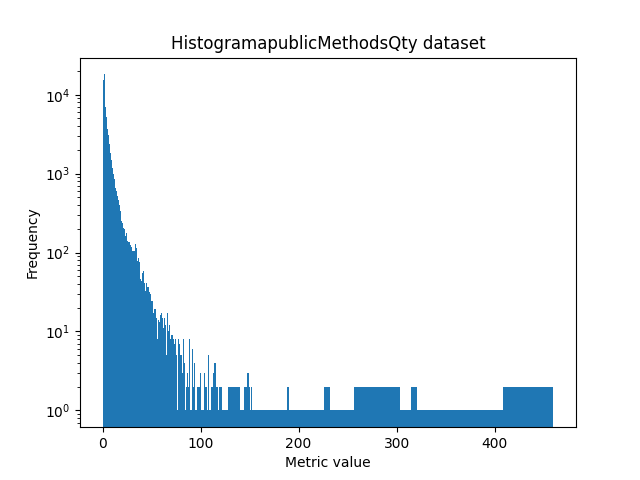 HistogramapublicMethodsQty dataset
Frequency
10⁴
10³
10²
10¹
10⁰
0 100 200 300 400
Metric value